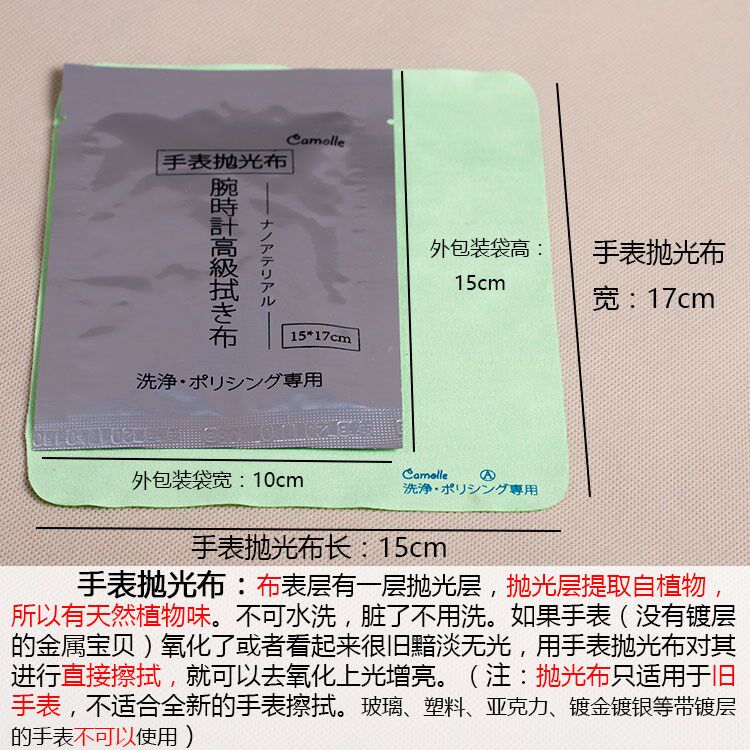 Camolle
手表抛光布
腕時計高級拭き布
ナノアテリアル
15*17cm
洗浄・ポリシング専用
外包装袋高：
15cm
手表抛光布
宽：17cm
外包装袋宽：10cm
Camolle Ⓐ
洗浄・ポリシング専用
手表抛光布长：15cm
手表抛光布：布表层有一层抛光层，抛光层提取自植物，
所以有天然植物味。不可水洗，脏了不用洗。如果手表（没有镀层
的金属宝贝）氧化了或者看起来很旧黯淡无光，用手表抛光布对其
进行直接擦拭，就可以去氧化上光增亮。（注：抛光布只适用于旧
手表，不适合全新的手表擦拭。玻璃、塑料、亚克力、镀金镀银等带镀层
的手表不可以使用）